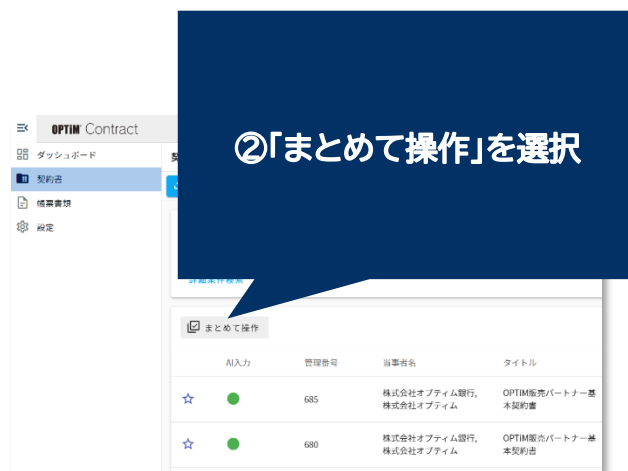 ②「まとめて操作」を選択
OPTiM Contract
ダッシュボード
契約書
帳票書類
設定
詳細条件検索
まとめて操作
AI入力 管理番号 当事者名 タイトル
685 株式会社オプティム銀行, OPTiM販売パートナー基
株式会社オプティム 本契約書
680 株式会社オプティム銀行, OPTiM販売パートナー基
株式会社オプティム 本契約書